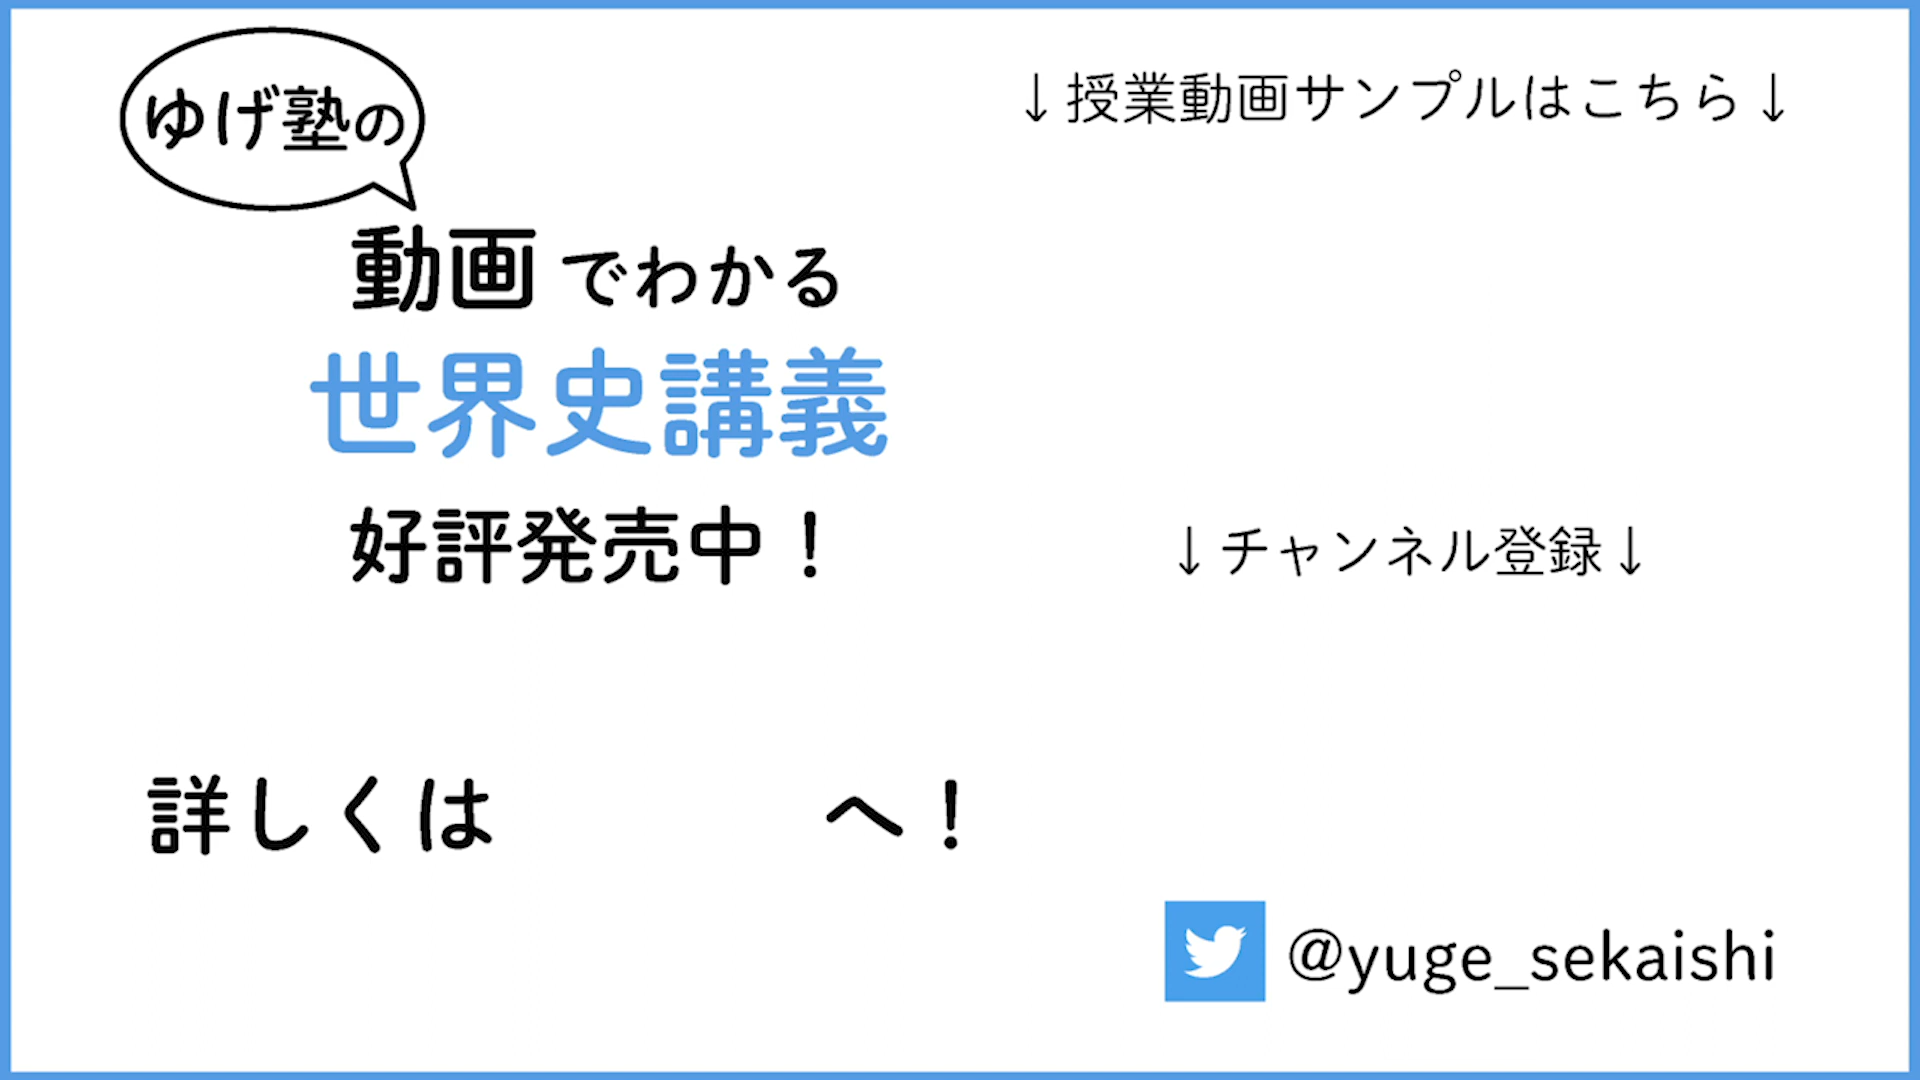 ゆげ塾の
動画でわかる
世界史講義
好評発売中！
詳しくは　へ！
↓授業動画サンプルはこちら↓
↓チャンネル登録↓
@yuge_sekaishi